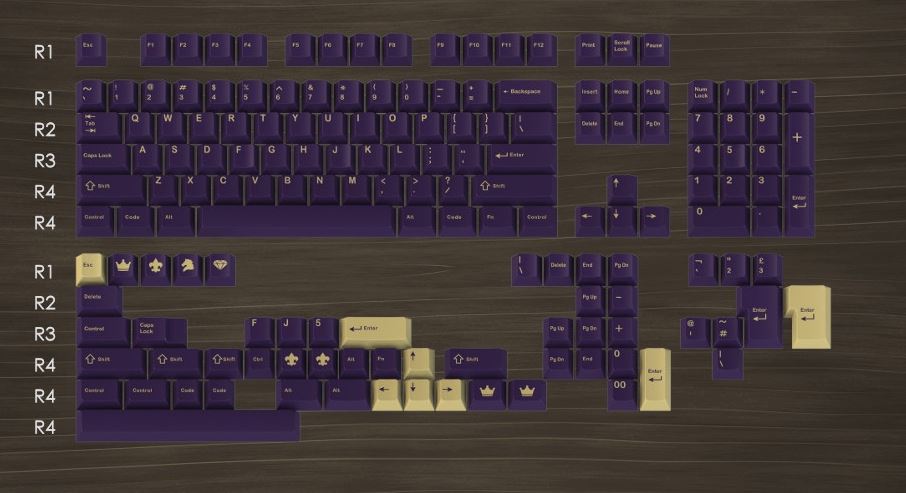 R1 Esc F1 F2 F3 F4 F5 F6 F7 F8 F9 F10 F11 F12 Print Scroll Lock Pause
R1 ~ ` ! 1 @ 2 # 3 $ 4 % 5 ^ 6 & 7 * 8 ( 9 ) 0 _ - + = ← Backspace Insert Home Pg Up Num Lock / * -
R2 Tab Q W E R T Y U I O P { [ } ] | \ Delete End Pg Dn 7 8 9 +
R3 Caps Lock A S D F G H J K L : ; " ' Enter 4 5 6
R4 Shift Z X C V B N M < , > . ? / Shift ↑ 1 2 3 Enter
R4 Control Code Alt Alt Code Fn Control ← ↓ → 0 .
R1 Esc | \ Delete End Pg Dn ¬ ` " 2 £ 3
R2 Delete Pg Up - Enter Enter
R3 Control Caps Lock F J 5 Enter Pg Up Pg Dn + @ ' ~ #
R4 Shift Shift Shift Ctrl Alt Fn ↑ Shift Pg Dn End 0 Enter | \
R4 Control Control Code Code Alt Alt ← ↓ → 00
R4